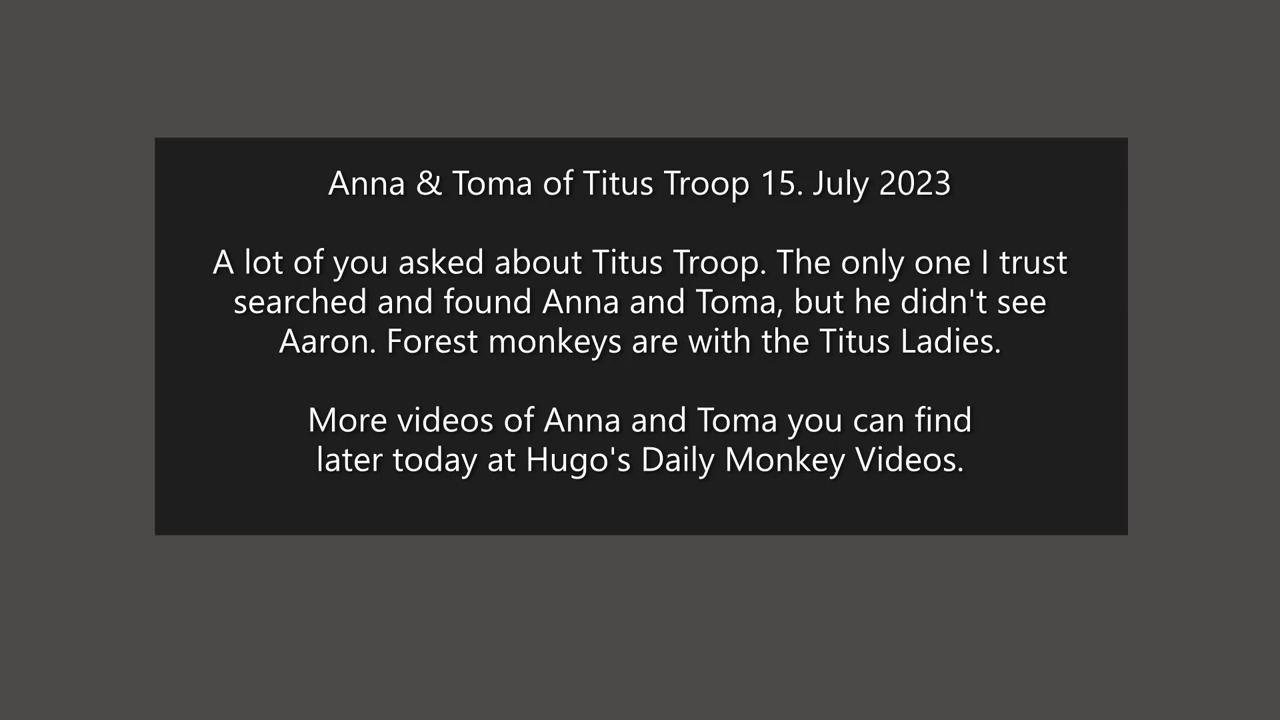 Anna & Toma of Titus Troop 15. July 2023
A lot of you asked about Titus Troop. The only one I trust
searched and found Anna and Toma, but he didn't see
Aaron. Forest monkeys are with the Titus Ladies.
More videos of Anna and Toma you can find
later today at Hugo's Daily Monkey Videos.